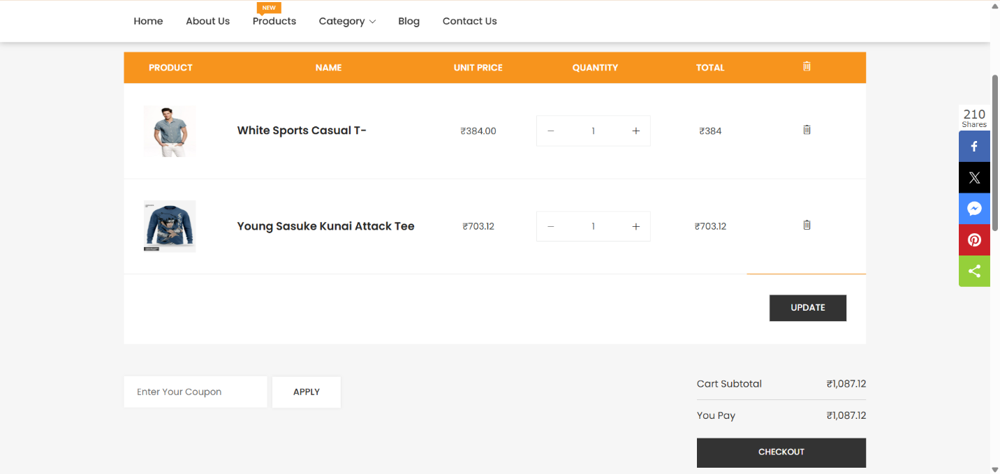 NEW
Home About Us Products Category Blog Contact Us
PRODUCT NAME UNIT PRICE QUANTITY TOTAL
White Sports Casual T- ₹384.00 − 1 + ₹384
Young Sasuke Kunai Attack Tee ₹703.12 − 1 + ₹703.12
UPDATE
Enter Your Coupon APPLY
Cart Subtotal ₹1,087.12
You Pay ₹1,087.12
CHECKOUT
210
Shares